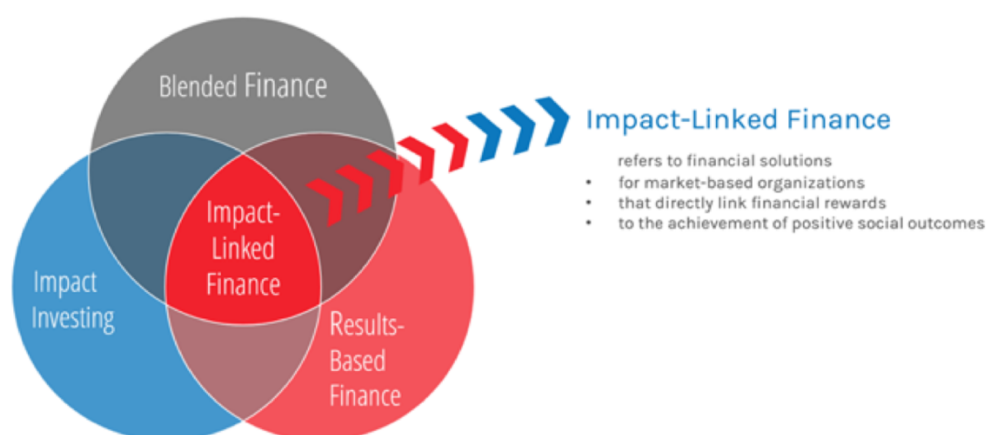 Blended Finance
Impact-
Linked
Finance
Impact
Investing
Results-
Based
Finance
Impact-Linked Finance
refers to financial solutions
• for market-based organizations
• that directly link financial rewards
• to the achievement of positive social outcomes